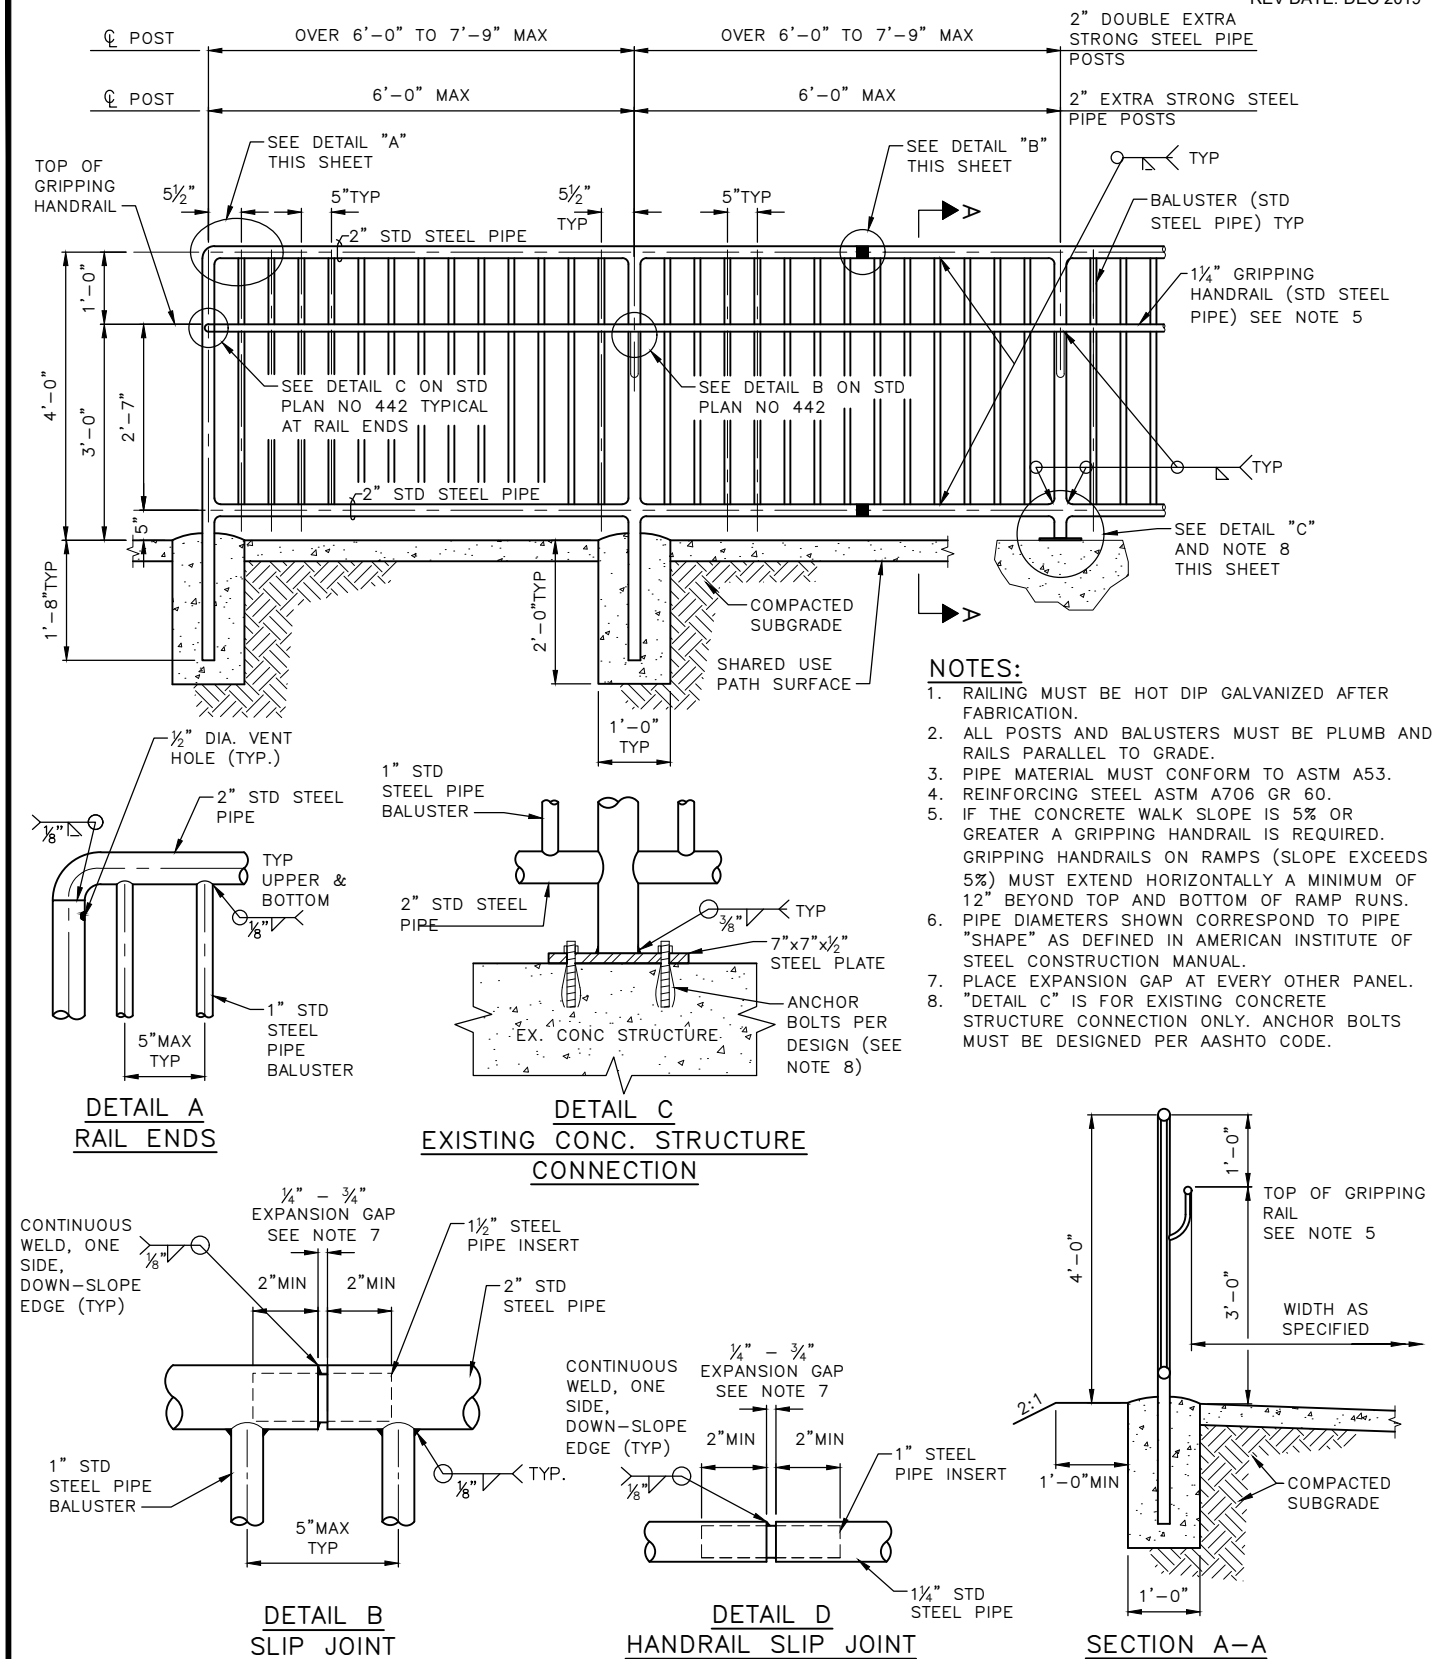 ℄ POST
OVER 6'-0" TO 7'-9" MAX
OVER 6'-0" TO 7'-9" MAX
2" DOUBLE EXTRA
STRONG STEEL PIPE
POSTS
℄ POST
6'-0" MAX
6'-0" MAX
2" EXTRA STRONG STEEL
PIPE POSTS
SEE DETAIL "A"
THIS SHEET
SEE DETAIL "B"
THIS SHEET
TYP
TOP OF
GRIPPING
HANDRAIL
5½"
5"TYP
5½"
TYP
5"TYP
A
BALUSTER (STD
STEEL PIPE) TYP
2" STD STEEL PIPE
1¼" GRIPPING
HANDRAIL (STD STEEL
PIPE) SEE NOTE 5
1'-0"
4'-0"
3'-0"
2'-7"
SEE DETAIL C ON STD
PLAN NO 442 TYPICAL
AT RAIL ENDS
SEE DETAIL B ON STD
PLAN NO 442
TYP
2" STD STEEL PIPE
5"
SEE DETAIL "C"
AND NOTE 8
THIS SHEET
1'-8"TYP
2'-0"TYP
COMPACTED
SUBGRADE
A
SHARED USE
PATH SURFACE
1'-0"
TYP
NOTES:
1. RAILING MUST BE HOT DIP GALVANIZED AFTER
FABRICATION.
2. ALL POSTS AND BALUSTERS MUST BE PLUMB AND
RAILS PARALLEL TO GRADE.
3. PIPE MATERIAL MUST CONFORM TO ASTM A53.
4. REINFORCING STEEL ASTM A706 GR 60.
5. IF THE CONCRETE WALK SLOPE IS 5% OR
GREATER A GRIPPING HANDRAIL IS REQUIRED.
GRIPPING HANDRAILS ON RAMPS (SLOPE EXCEEDS
5%) MUST EXTEND HORIZONTALLY A MINIMUM OF
12" BEYOND TOP AND BOTTOM OF RAMP RUNS.
6. PIPE DIAMETERS SHOWN CORRESPOND TO PIPE
"SHAPE" AS DEFINED IN AMERICAN INSTITUTE OF
STEEL CONSTRUCTION MANUAL.
7. PLACE EXPANSION GAP AT EVERY OTHER PANEL.
8. "DETAIL C" IS FOR EXISTING CONCRETE
STRUCTURE CONNECTION ONLY. ANCHOR BOLTS
MUST BE DESIGNED PER AASHTO CODE.
½" DIA. VENT
HOLE (TYP.)
2" STD STEEL
PIPE
⅛"
TYP
UPPER &
BOTTOM
⅛"
1" STD
STEEL
PIPE
BALUSTER
5"MAX
TYP
DETAIL A
RAIL ENDS
1" STD
STEEL PIPE
BALUSTER
2" STD STEEL
PIPE
⅜"
TYP
7"x7"x½"
STEEL PLATE
ANCHOR
BOLTS PER
DESIGN (SEE
NOTE 8)
EX. CONC STRUCTURE
DETAIL C
EXISTING CONC. STRUCTURE
CONNECTION
CONTINUOUS
WELD, ONE
SIDE,
DOWN-SLOPE
EDGE (TYP)
⅛"
¼" - ¾"
EXPANSION GAP
SEE NOTE 7
2"MIN
2"MIN
1½" STEEL
PIPE INSERT
2" STD
STEEL PIPE
1" STD
STEEL PIPE
BALUSTER
⅛"
TYP.
5"MAX
TYP
DETAIL B
SLIP JOINT
CONTINUOUS
WELD, ONE
SIDE,
DOWN-SLOPE
EDGE (TYP)
⅛"
¼" - ¾"
EXPANSION GAP
SEE NOTE 7
2"MIN
2"MIN
1" STEEL
PIPE INSERT
1¼" STD
STEEL PIPE
DETAIL D
HANDRAIL SLIP JOINT
1'-0"
TOP OF GRIPPING
RAIL
SEE NOTE 5
4'-0"
3'-0"
WIDTH AS
SPECIFIED
2:1
1'-0"MIN
COMPACTED
SUBGRADE
1'-0"
SECTION A-A